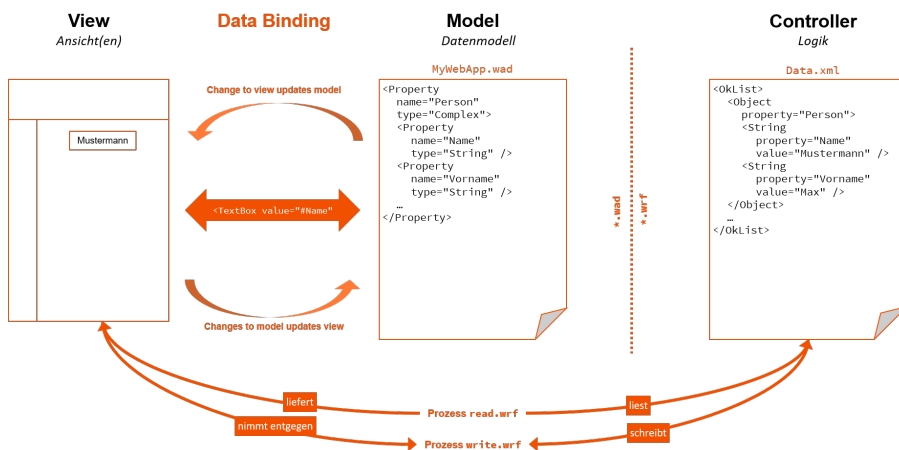 View
Ansicht(en)
Data Binding
Model
Datenmodell
Controller
Logik
MyWebApp.wad
Data.xml
Mustermann
Change to view updates model
<TextBox value="#Name"
Changes to model updates view
<Property
name="Person"
type="Complex">
<Property
name="Name"
type="String" />
<Property
name="Vorname"
type="String" />
…
</Property>
*.wad
*.wrf
<OkList>
<Object
property="Person">
<String
property="Name"
value="Mustermann" />
<String
property="Vorname"
value="Max" />
</Object>
…
</OkList>
liefert
Prozess read.wrf
liest
nimmt entgegen
Prozess write.wrf
schreibt